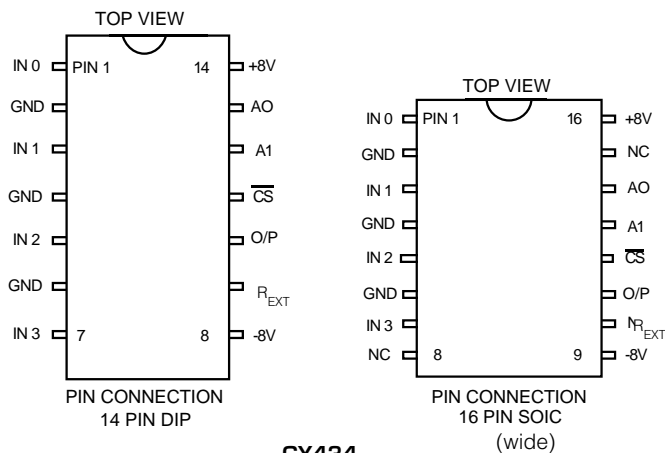 TOP VIEW
IN 0 PIN 1 14 +8V
GND AO
IN 1 A1
GND CS
IN 2 O/P
GND REXT
IN 3 7 8 -8V
PIN CONNECTION
14 PIN DIP
TOP VIEW
IN 0 PIN 1 16 +8V
GND NC
IN 1 AO
GND A1
IN 2 CS
GND O/P
IN 3 REXT
NC 8 9 -8V
PIN CONNECTION
16 PIN SOIC
(wide)